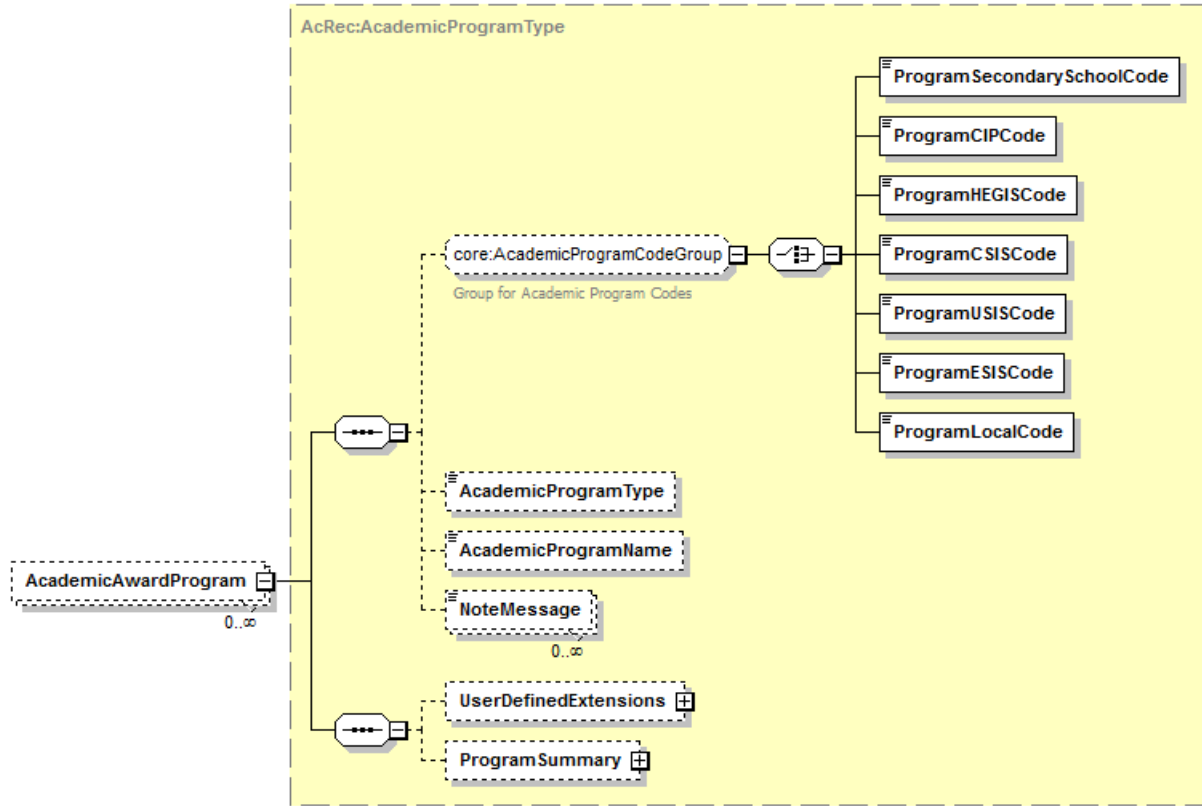 AcRec:AcademicProgramType
ProgramSecondarySchoolCode
ProgramCIPCode
ProgramHEGISCode
core:AcademicProgramCodeGroup
ProgramCSISCode
Group for Academic Program Codes
ProgramUSISCode
ProgramESISCode
ProgramLocalCode
AcademicProgramType
AcademicProgramName
AcademicAwardProgram
0..∞
NoteMessage
0..∞
UserDefinedExtensions
ProgramSummary